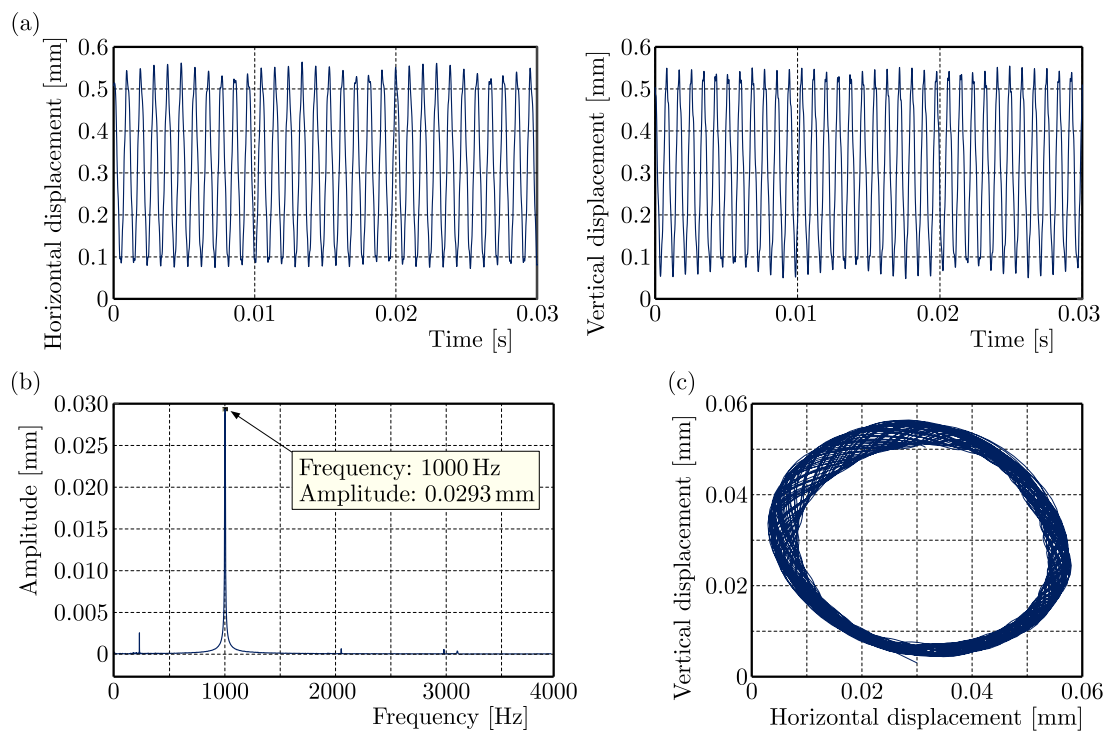 (a)
Horizontal displacement [mm]
0.6
0.5
0.4
0.3
0.2
0.1
0
0 0.01 0.02 0.03
Time [s]
Vertical displacement [mm]
0.6
0.5
0.4
0.3
0.2
0.1
0
0 0.01 0.02 0.03
Time [s]
(b)
Amplitude [mm]
0.030
0.025
0.020
0.015
0.010
0.005
0
Frequency: 1000 Hz
Amplitude: 0.0293 mm
0 1000 2000 3000 4000
Frequency [Hz]
(c)
Vertical displacement [mm]
0.06
0.04
0.02
0
0 0.02 0.04 0.06
Horizontal displacement [mm]